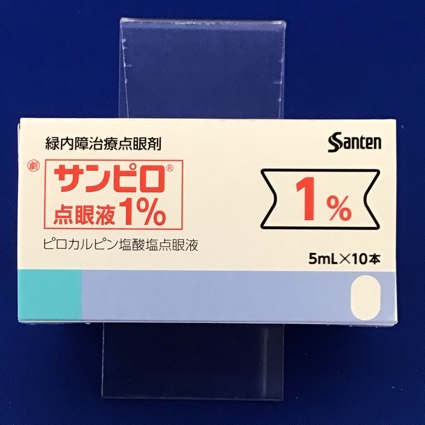 緑内障治療点眼剤
Santen
劇
サンピロ®
点眼液1%
1%
ピロカルピン塩酸塩点眼液
5mL×10本